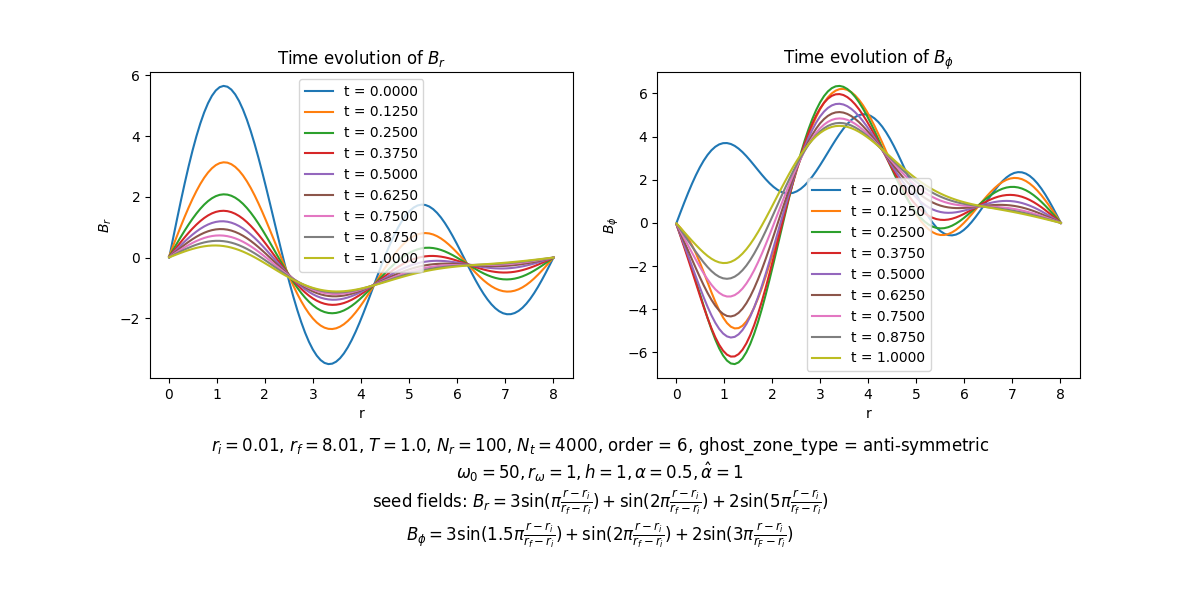 Time evolution of $B_r$
$B_r$
6
4
2
0
−2
t = 0.0000
t = 0.1250
t = 0.2500
t = 0.3750
t = 0.5000
t = 0.6250
t = 0.7500
t = 0.8750
t = 1.0000
0 1 2 3 4 5 6 7 8
r
Time evolution of $B_\phi$
$B_\phi$
6
4
2
0
−2
−4
−6
t = 0.0000
t = 0.1250
t = 0.2500
t = 0.3750
t = 0.5000
t = 0.6250
t = 0.7500
t = 0.8750
t = 1.0000
0 1 2 3 4 5 6 7 8
r
$r_i = 0.01$, $r_f = 8.01$, $T = 1.0$, $N_r = 100$, $N_t = 4000$, order = 6, ghost_zone_type = anti-symmetric
$\omega_0 = 50, r_\omega = 1, h = 1, \alpha = 0.5, \hat{\alpha} = 1$
seed fields: $B_r = 3\sin(\pi\frac{r-r_i}{r_f-r_i}) + \sin(2\pi\frac{r-r_i}{r_f-r_i}) + 2\sin(5\pi\frac{r-r_i}{r_f-r_i})$
$B_\phi = 3\sin(1.5\pi\frac{r-r_i}{r_f-r_i}) + \sin(2\pi\frac{r-r_i}{r_f-r_i}) + 2\sin(3\pi\frac{r-r_i}{r_F-r_i})$